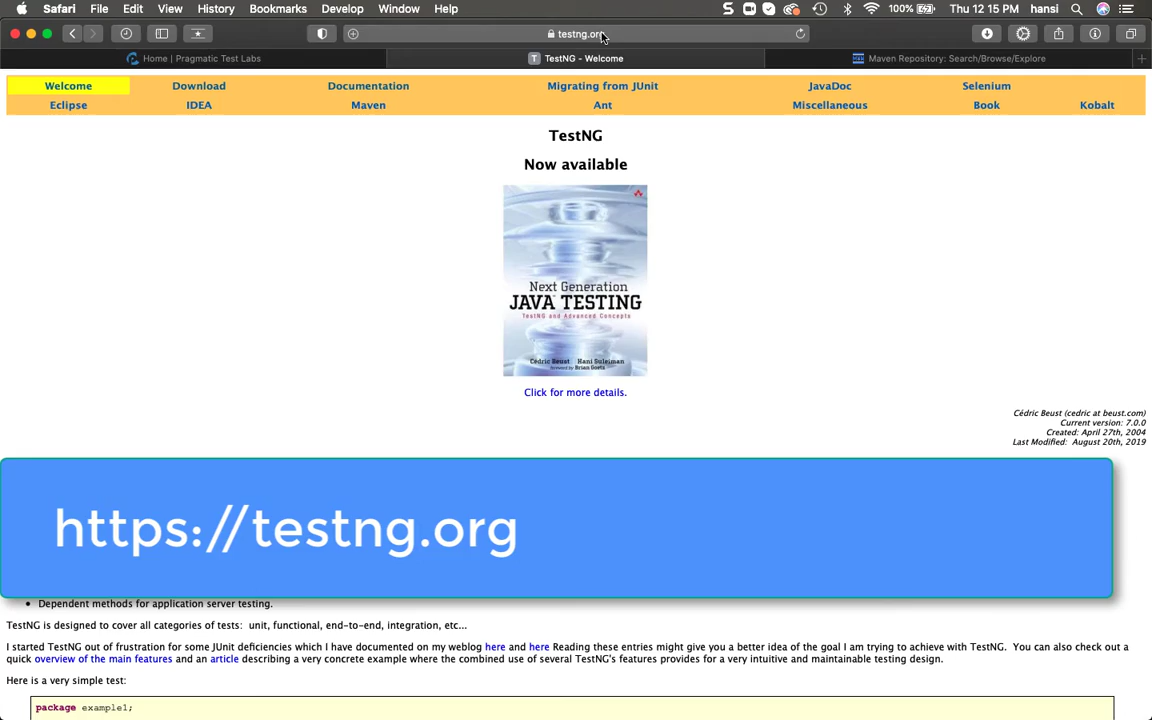 Safari File Edit View History Bookmarks Develop Window Help 100% Thu 12 15 PM hansi
testng.org
Home | Pragmatic Test Labs
TestNG - Welcome
Maven Repository: Search/Browse/Explore
Welcome Download Documentation Migrating from JUnit JavaDoc Selenium
Eclipse IDEA Maven Ant Miscellaneous Book Kobalt
TestNG
Now available
Next Generation
JAVA TESTING
TestNG and Advanced Concepts
Cédric Beust Hani Suleiman
Foreword by Brian Goetz
Click for more details.
Cédric Beust (cedric at beust.com)
Current version: 7.0.0
Created: April 27th, 2004
Last Modified: August 20th, 2019
https://testng.org
• Dependent methods for application server testing.
TestNG is designed to cover all categories of tests: unit, functional, end-to-end, integration, etc...
I started TestNG out of frustration for some JUnit deficiencies which I have documented on my weblog here and here Reading these entries might give you a better idea of the goal I am trying to achieve with TestNG. You can also check out a
quick overview of the main features and an article describing a very concrete example where the combined use of several TestNG's features provides for a very intuitive and maintainable testing design.
Here is a very simple test:
package example1;